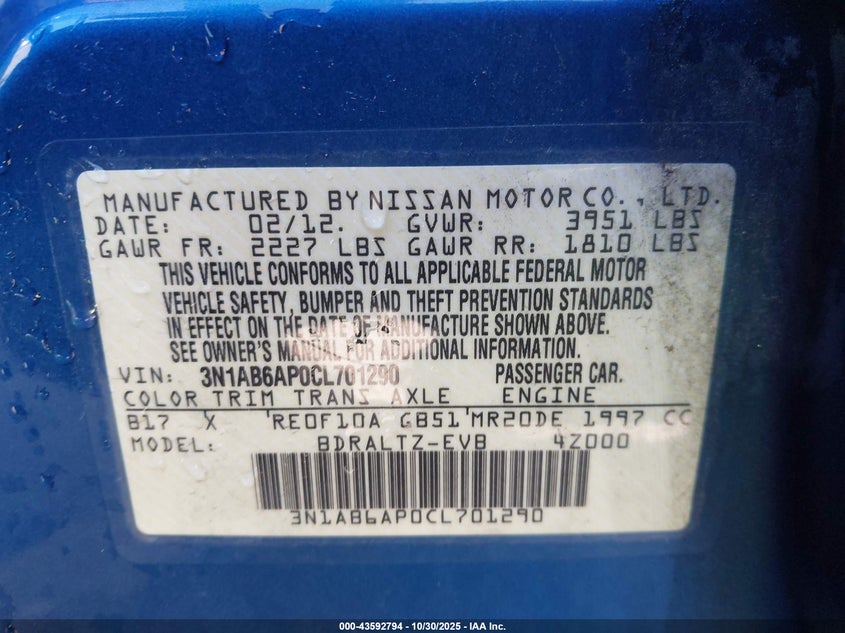 MANUFACTURED BY NISSAN MOTOR CO., LTD.
DATE: 02/12. GVWR: 3951 LBS
GAWR FR: 2227 LBS GAWR RR: 1810 LBS
THIS VEHICLE CONFORMS TO ALL APPLICABLE FEDERAL MOTOR
VEHICLE SAFETY, BUMPER AND THEFT PREVENTION STANDARDS
IN EFFECT ON THE DATE OF MANUFACTURE SHOWN ABOVE.
SEE OWNER'S MANUAL FOR ADDITIONAL INFORMATION.
VIN: 3N1AB6AP0CL701290 PASSENGER CAR.
COLOR TRIM TRANS AXLE ENGINE
B17 X 'RE0F10A GB51'MR20DE 1997 CC
MODEL: BDRALTZ-EVB 4Z000
3N1AB6AP0CL701290
000-43592794 - 10/30/2025 - IAA Inc.